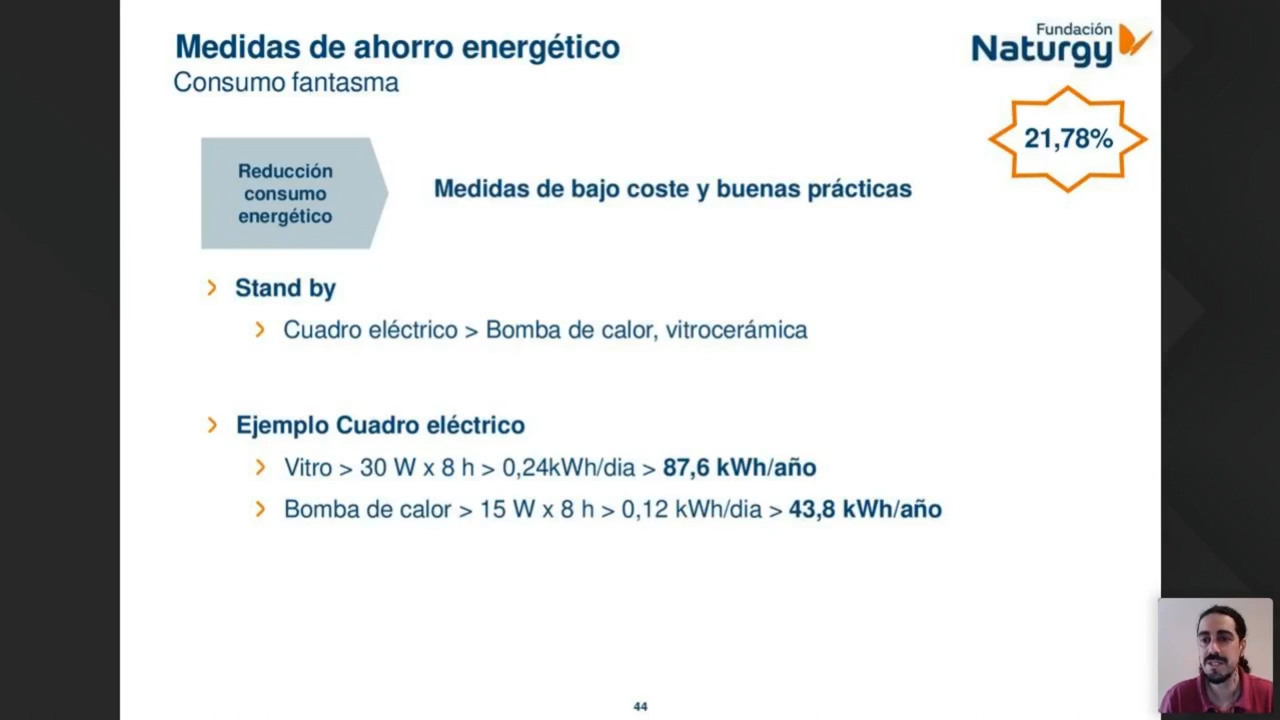 Medidas de ahorro energético
Consumo fantasma
Fundación
Naturgy
21,78%
Reducción
consumo
energético
Medidas de bajo coste y buenas prácticas
Stand by
Cuadro eléctrico > Bomba de calor, vitrocerámica
Ejemplo Cuadro eléctrico
Vitro > 30 W x 8 h > 0,24kWh/dia > 87,6 kWh/año
Bomba de calor > 15 W x 8 h > 0,12 kWh/dia > 43,8 kWh/año
44